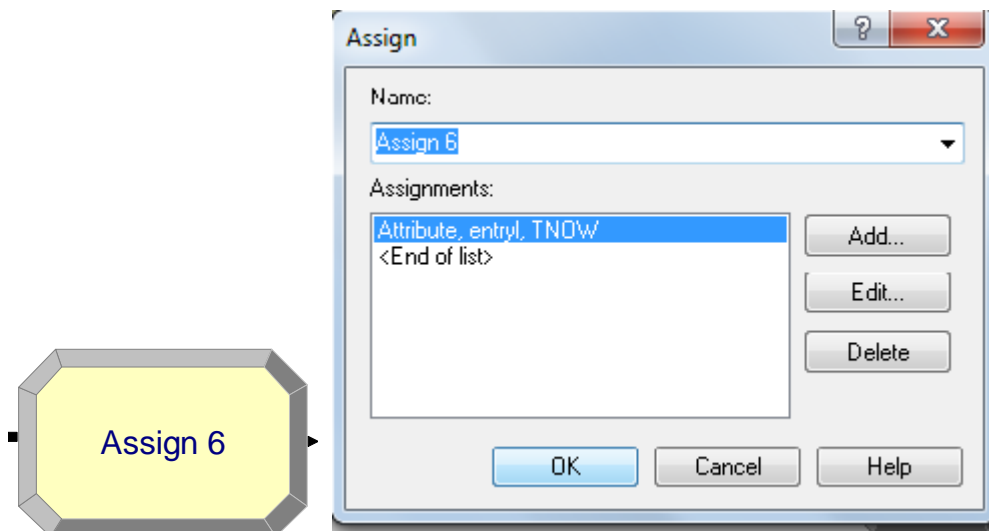 Assign
Name:
Assign 6
Assignments:
Attribute, entryl, TNOW
<End of list>
Add...
Edit...
Delete
OK
Cancel
Help
Assign 6